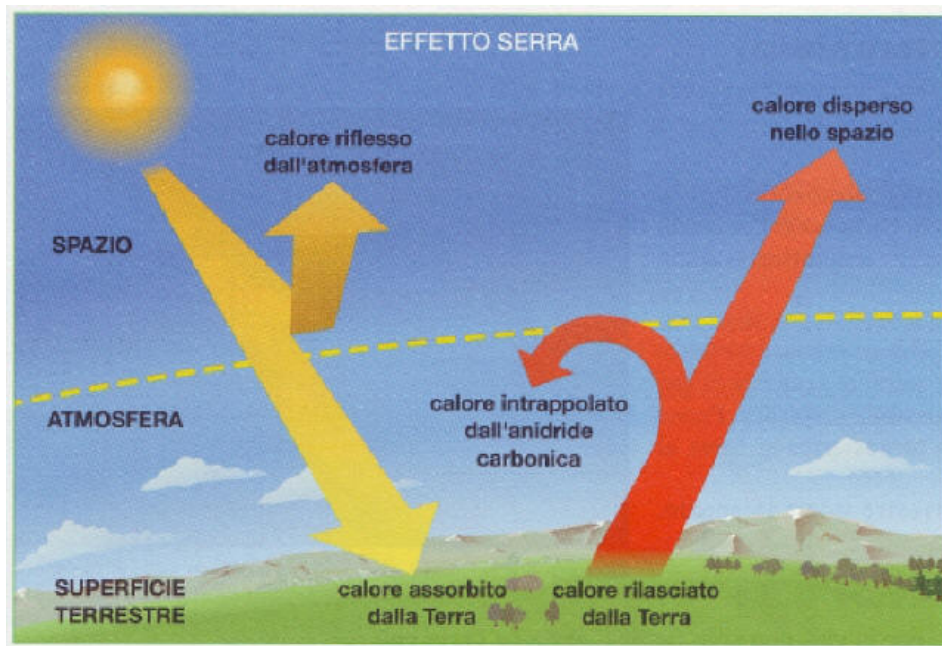 EFFETTO SERRA
calore riflesso
dall'atmosfera
calore disperso
nello spazio
SPAZIO
ATMOSFERA
calore intrappolato
dall'anidride
carbonica
SUPERFICIE
TERRESTRE
calore assorbito
dalla Terra
calore rilasciato
dalla Terra